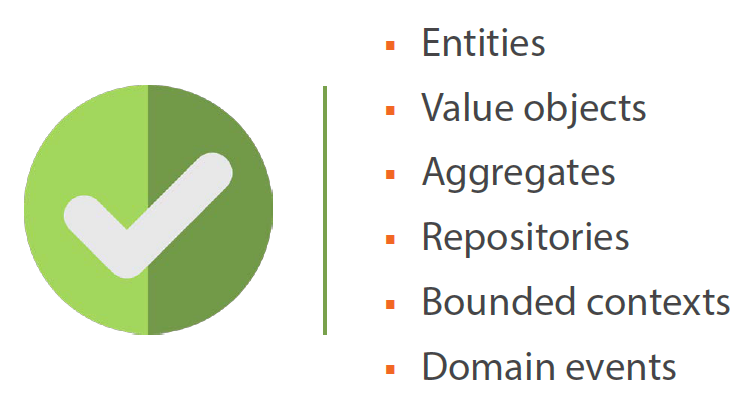 Entities
Value objects
Aggregates
Repositories
Bounded contexts
Domain events